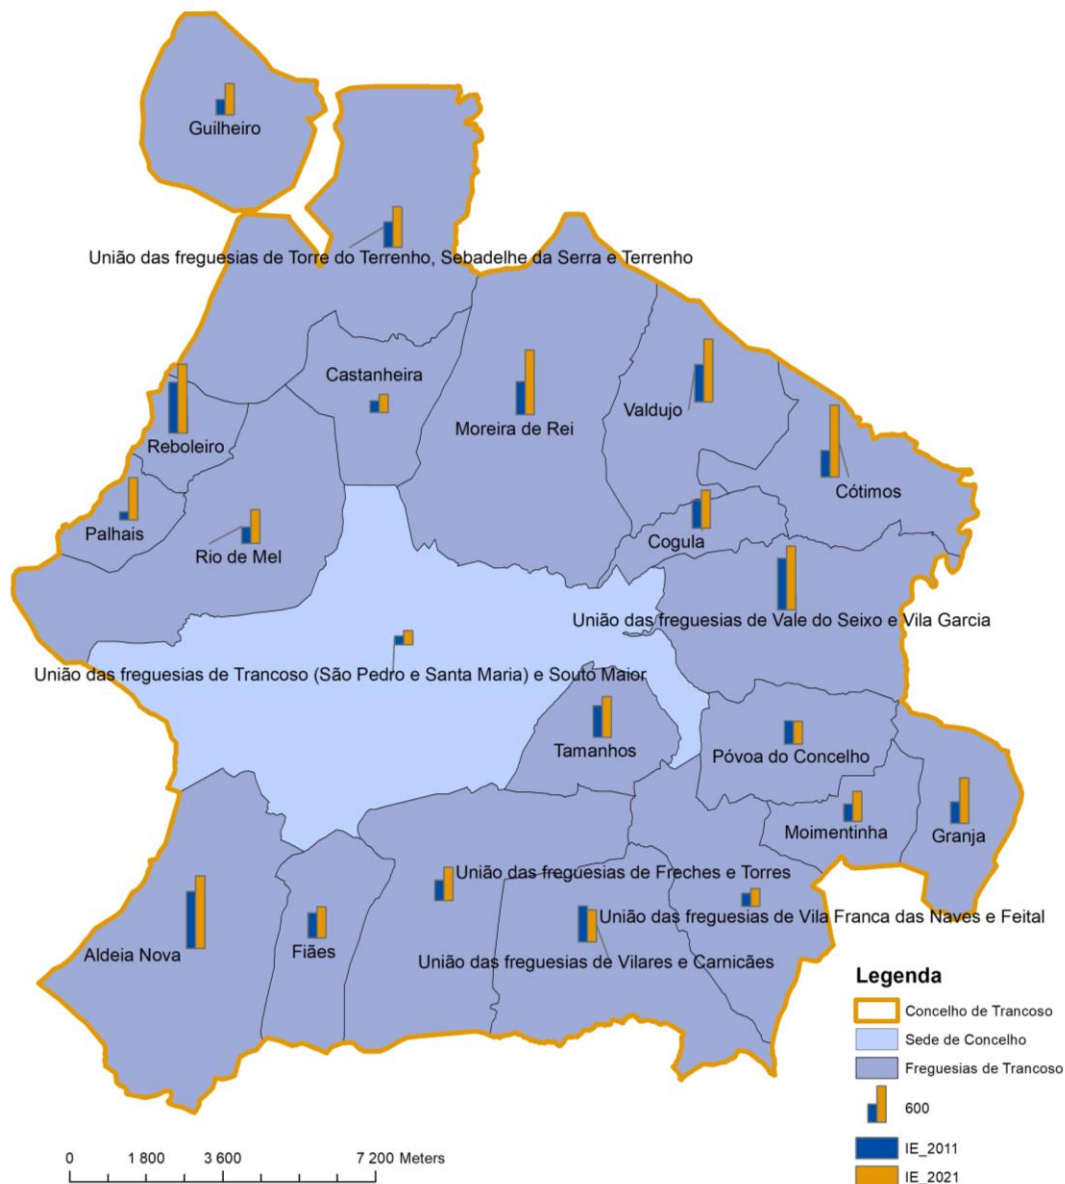 Guilheiro
União das freguesias de Torre do Terrenho, Sebadelhe da Serra e Terrenho
Castanheira
Valdujo
Moreira de Rei
Reboleiro
Cótimos
Palhais
Cogula
Rio de Mel
União das freguesias de Vale do Seixo e Vila Garcia
União das freguesias de Trancoso (São Pedro e Santa Maria) e Souto Maior
Tamanhos
Póvoa do Concelho
Moimentinha
Granja
União das freguesias de Freches e Torres
União das freguesias de Vila Franca das Naves e Feital
Fiães
Aldeia Nova
União das freguesias de Vilares e Carnicães
Legenda
Concelho de Trancoso
Sede de Concelho
Freguesias de Trancoso
600
IE_2011
IE_2021
0 1 800 3 600 7 200 Meters